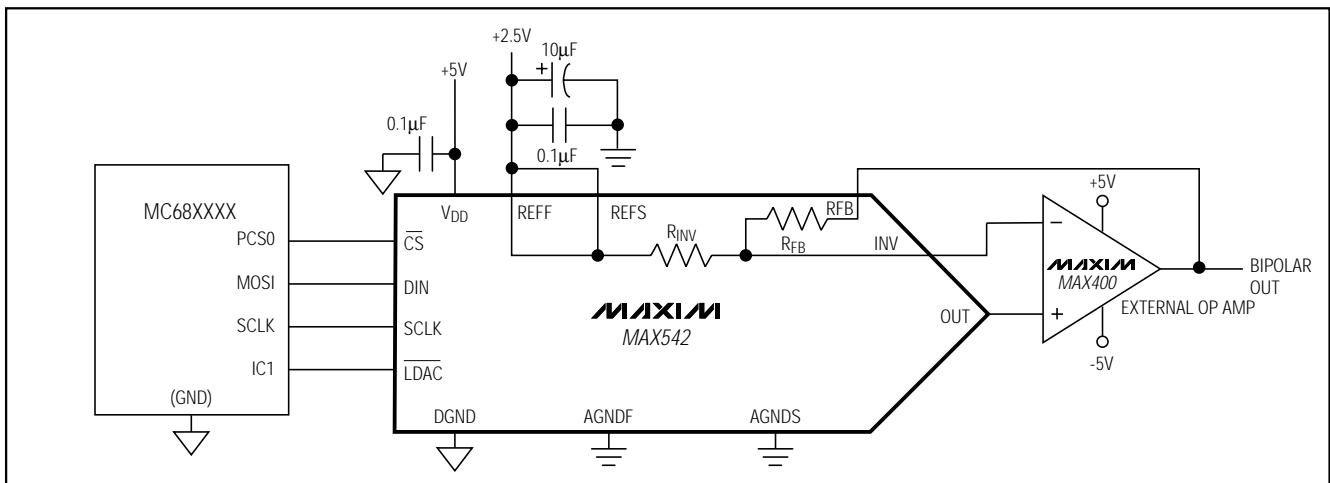 +2.5V
10μF
+
+5V
0.1μF
0.1μF
MC68XXXX
PCS0
MOSI
SCLK
IC1
(GND)
VDD
REFF
REFS
RFB
CS
DIN
SCLK
LDAC
RINV
RFB
INV
MAXIM
MAX542
OUT
DGND
AGNDF
AGNDS
+5V
−
MAXIM
MAX400
+
EXTERNAL OP AMP
-5V
BIPOLAR
OUT